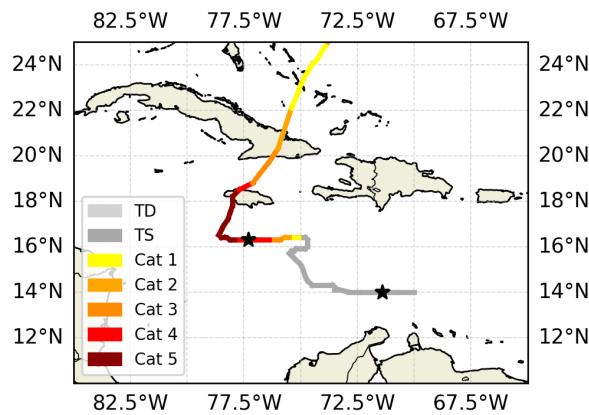 82.5°W 77.5°W 72.5°W 67.5°W
24°N 24°N
22°N 22°N
20°N 20°N
18°N 18°N
16°N 16°N
14°N 14°N
12°N 12°N
TD
TS
Cat 1
Cat 2
Cat 3
Cat 4
Cat 5
82.5°W 77.5°W 72.5°W 67.5°W